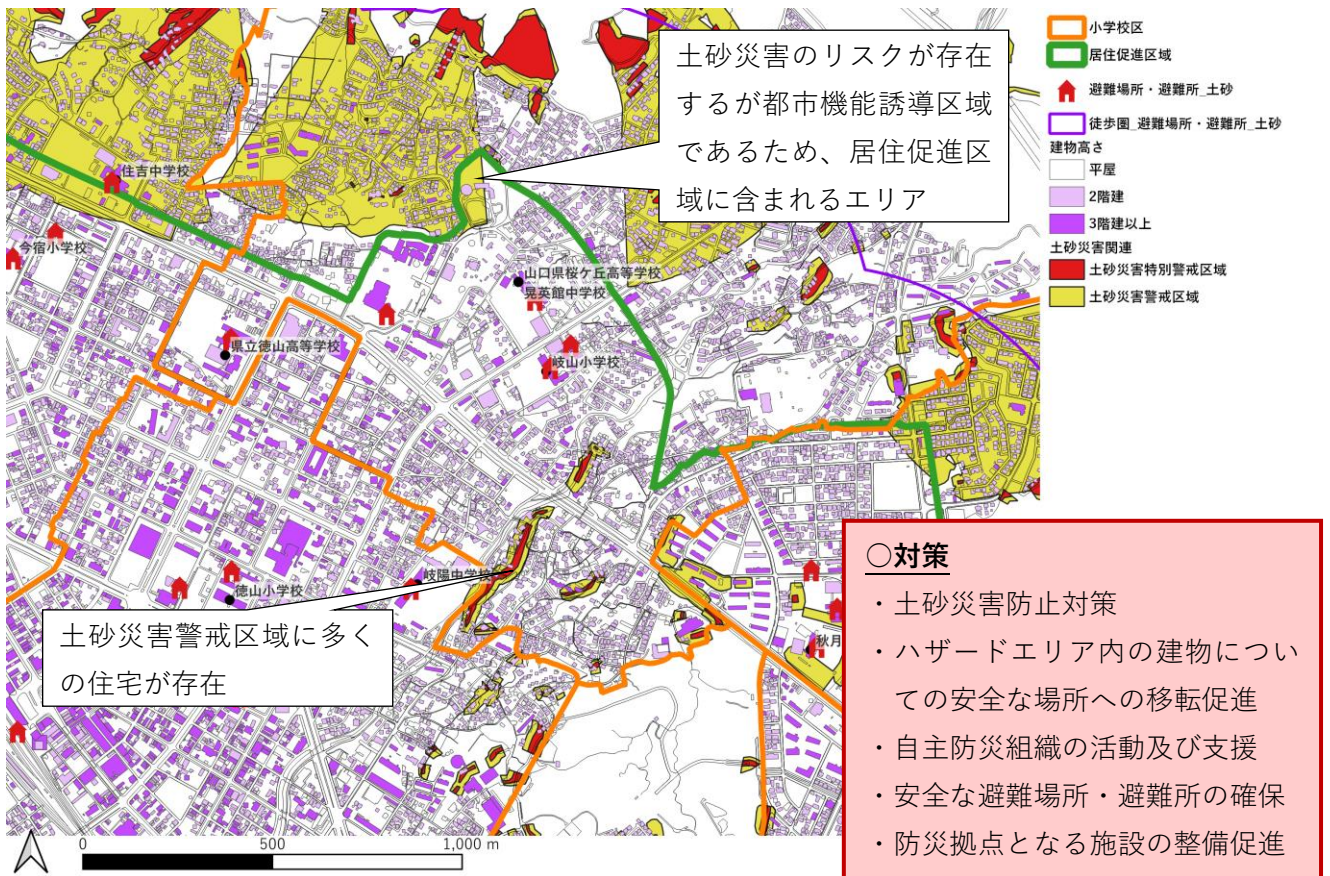 土砂災害のリスクが存在
するが都市機能誘導区域
であるため、居住促進区
域に含まれるエリア
小学校区
居住促進区域
避難場所・避難所_土砂
徒歩圏_避難場所・避難所_土砂
建物高さ
平屋
2階建
3階建以上
土砂災害関連
土砂災害特別警戒区域
土砂災害警戒区域
住吉中学校
今宿小学校
山口県桜ケ丘高等学校
晃英館中学校
県立徳山高等学校
岐山小学校
岐陽中学校
徳山小学校
秋月
土砂災害警戒区域に多く
の住宅が存在
○対策
・土砂災害防止対策
・ハザードエリア内の建物につい
ての安全な場所への移転促進
・自主防災組織の活動及び支援
・安全な避難場所・避難所の確保
・防災拠点となる施設の整備促進
0 500 1,000 m